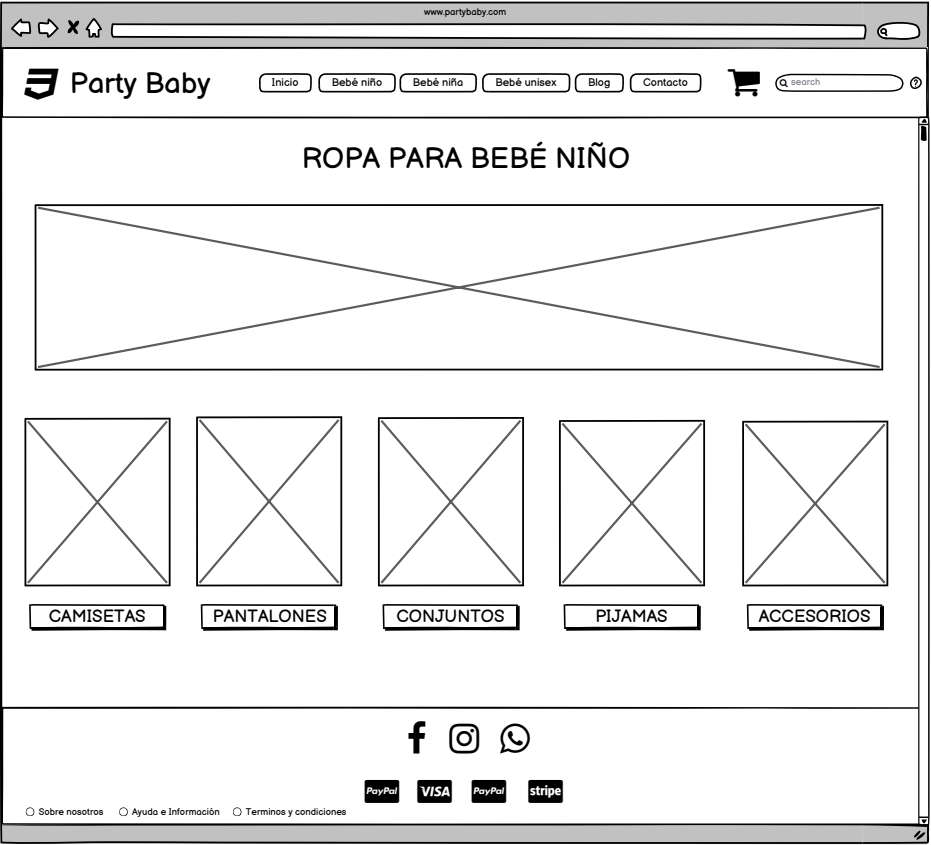 www.partybaby.com
Party Baby
Inicio
Bebé niño
Bebé niña
Bebé unisex
Blog
Contacto
search
?
ROPA PARA BEBÉ NIÑO
CAMISETAS
PANTALONES
CONJUNTOS
PIJAMAS
ACCESORIOS
PayPal
VISA
PayPal
stripe
Sobre nosotros
Ayuda e Información
Terminos y condiciones